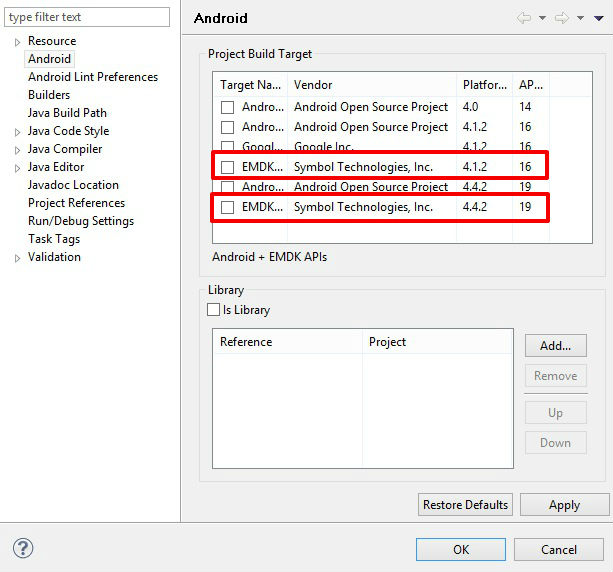 type filter text
Resource
Android
Android Lint Preferences
Builders
Java Build Path
Java Code Style
Java Compiler
Java Editor
Javadoc Location
Project References
Run/Debug Settings
Task Tags
Validation
Android
Project Build Target
Target Na... Vendor Platfor... AP...
Andro... Android Open Source Project 4.0 14
Andro... Android Open Source Project 4.1.2 16
Googl... Google Inc. 4.1.2 16
EMDK... Symbol Technologies, Inc. 4.1.2 16
Andro... Android Open Source Project 4.4.2 19
EMDK... Symbol Technologies, Inc. 4.4.2 19
Android + EMDK APIs
Library
Is Library
Reference Project
Add...
Remove
Up
Down
Restore Defaults Apply
? OK Cancel